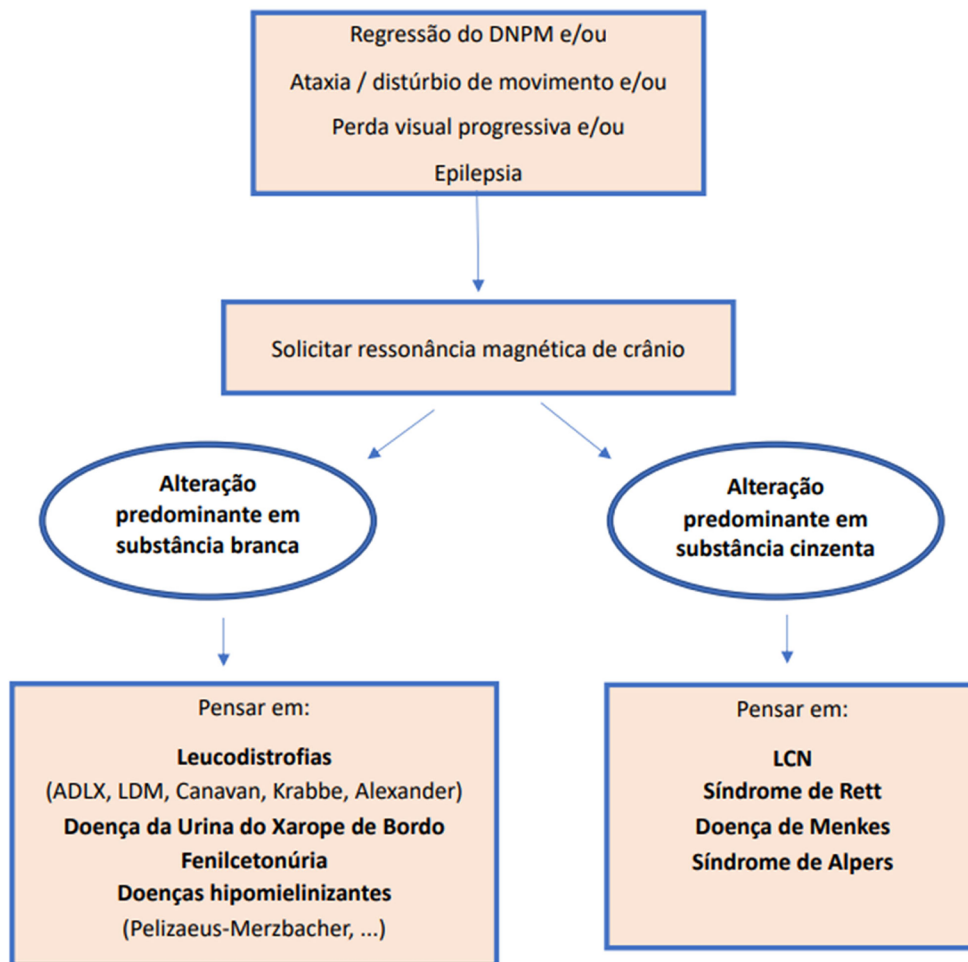 Regressão do DNPM e/ou
Ataxia / distúrbio de movimento e/ou
Perda visual progressiva e/ou
Epilepsia
Solicitar ressonância magnética de crânio
Alteração
predominante em
substância branca
Alteração
predominante em
substância cinzenta
Pensar em:
Leucodistrofias
(ADLX, LDM, Canavan, Krabbe, Alexander)
Doença da Urina do Xarope de Bordo
Fenilcetonúria
Doenças hipomielinizantes
(Pelizaeus-Merzbacher, ...)
Pensar em:
LCN
Síndrome de Rett
Doença de Menkes
Síndrome de Alpers